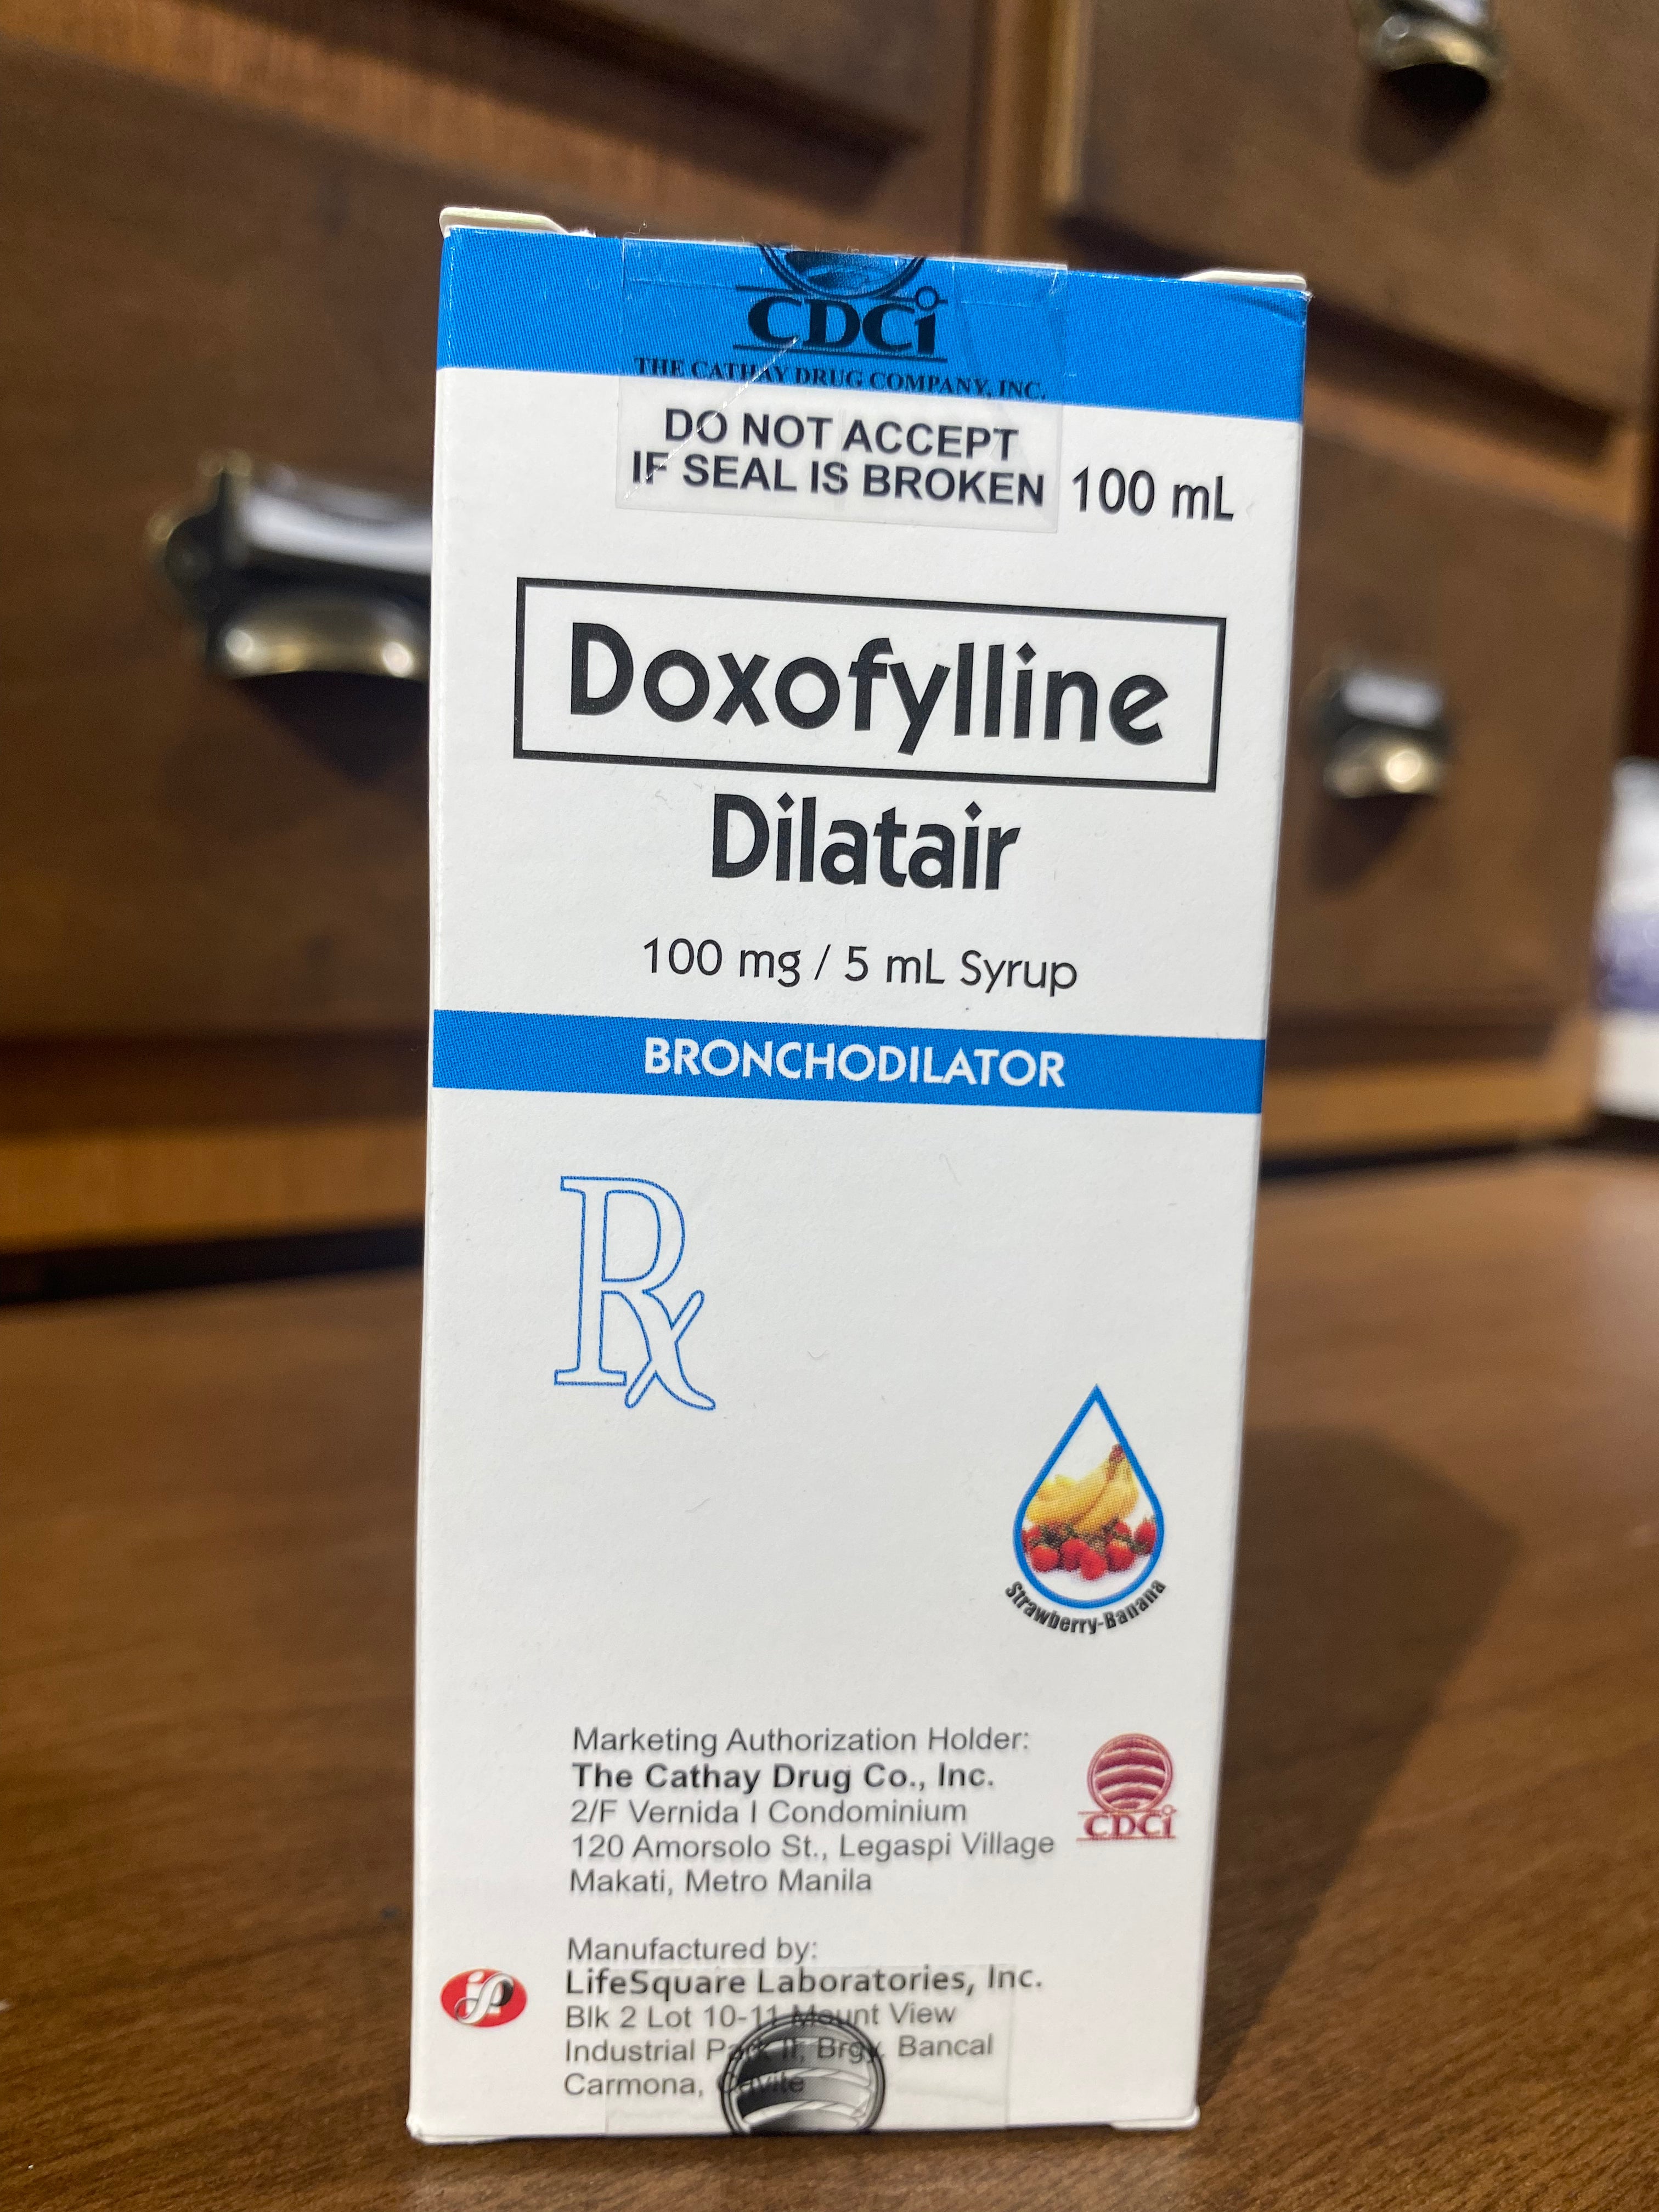 CDCi
THE CATHAY DRUG COMPANY, INC.
DO NOT ACCEPT
IF SEAL IS BROKEN
100 mL
Doxofylline
Dilatair
100 mg / 5 mL Syrup
BRONCHODILATOR
Rx
Strawberry-Banana
Marketing Authorization Holder:
The Cathay Drug Co., Inc.
2/F Vernida I Condominium
120 Amorsolo St., Legaspi Village
Makati, Metro Manila
CDCi
Manufactured by:
LifeSquare Laboratories, Inc.
Blk 2 Lot 10-11 Mount View
Industrial Park II, Brgy. Bancal
Carmona, Cavite